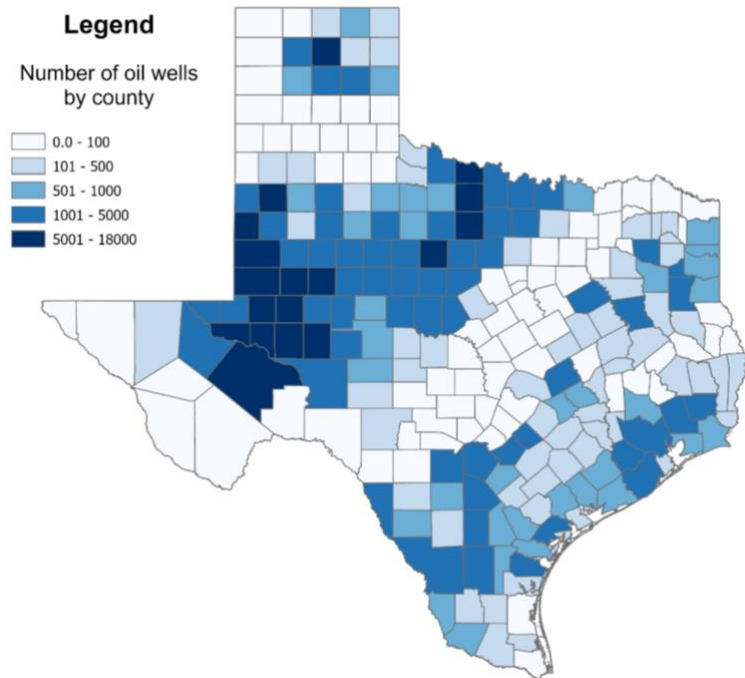 Legend
Number of oil wells
by county
0.0 - 100
101 - 500
501 - 1000
1001 - 5000
5001 - 18000